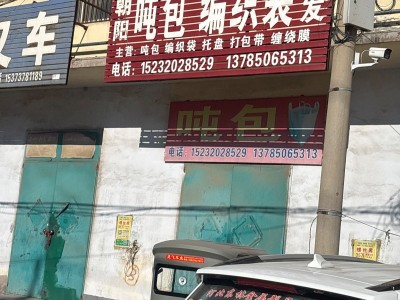 叉车
15373781189
朝阳
吨包 编织袋发
主营：吨包 编织袋 托盘 打包带 缠绕膜
电话：15232028529 13785065313
吨包
电话：15232028529 13785065313